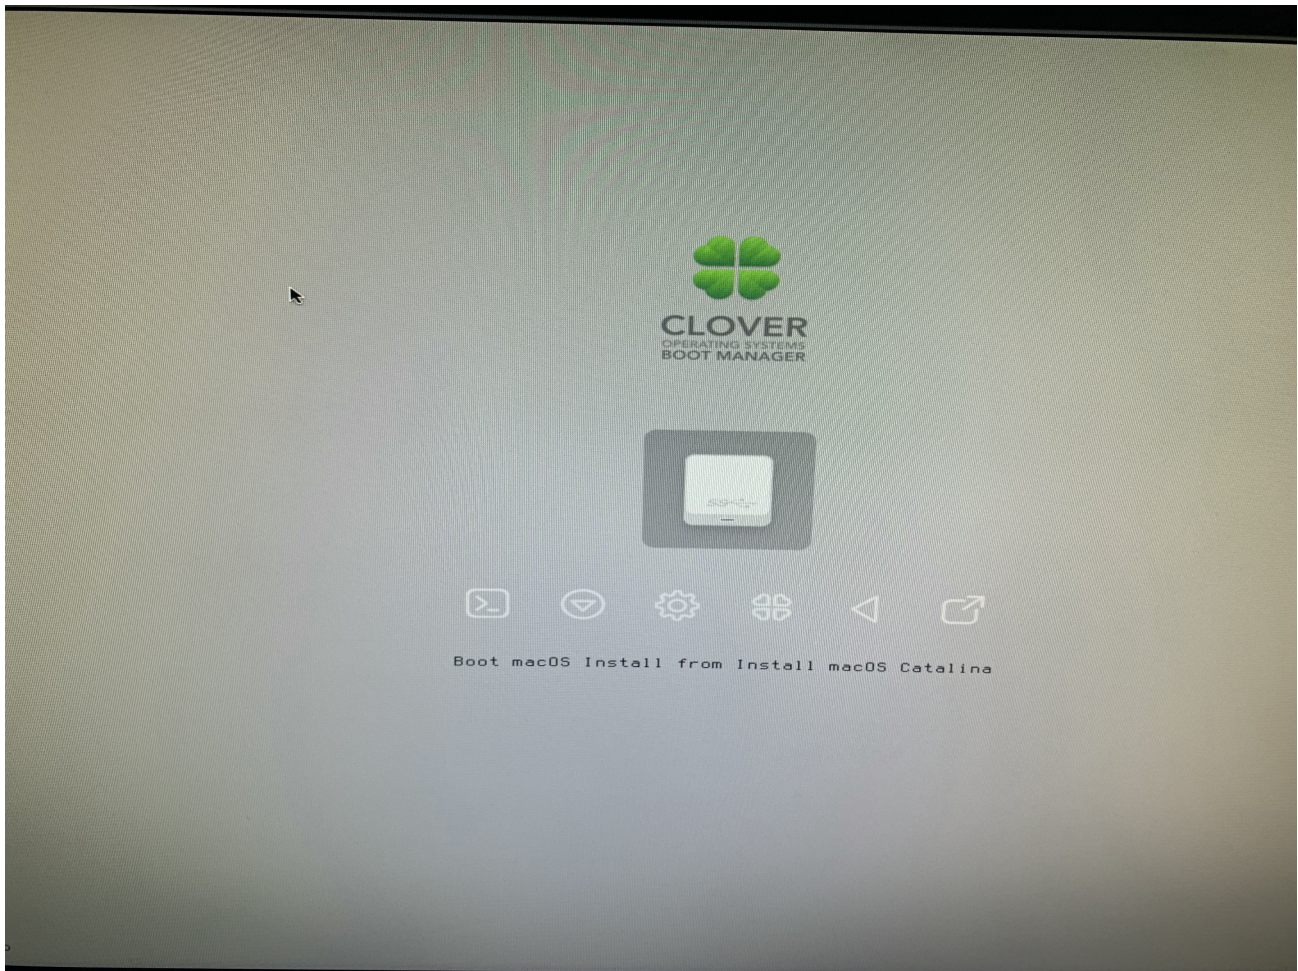 CLOVER
OPERATING SYSTEMS
BOOT MANAGER
Boot macOS Install from Install macOS Catalina